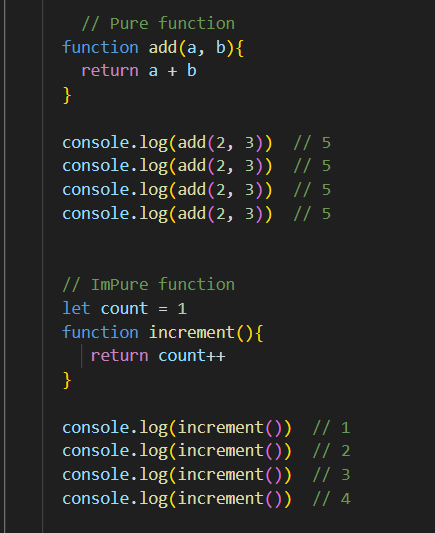 // Pure function
function add(a, b){
return a + b
}
console.log(add(2, 3)) // 5
console.log(add(2, 3)) // 5
console.log(add(2, 3)) // 5
console.log(add(2, 3)) // 5
// ImPure function
let count = 1
function increment(){
return count++
}
console.log(increment()) // 1
console.log(increment()) // 2
console.log(increment()) // 3
console.log(increment()) // 4